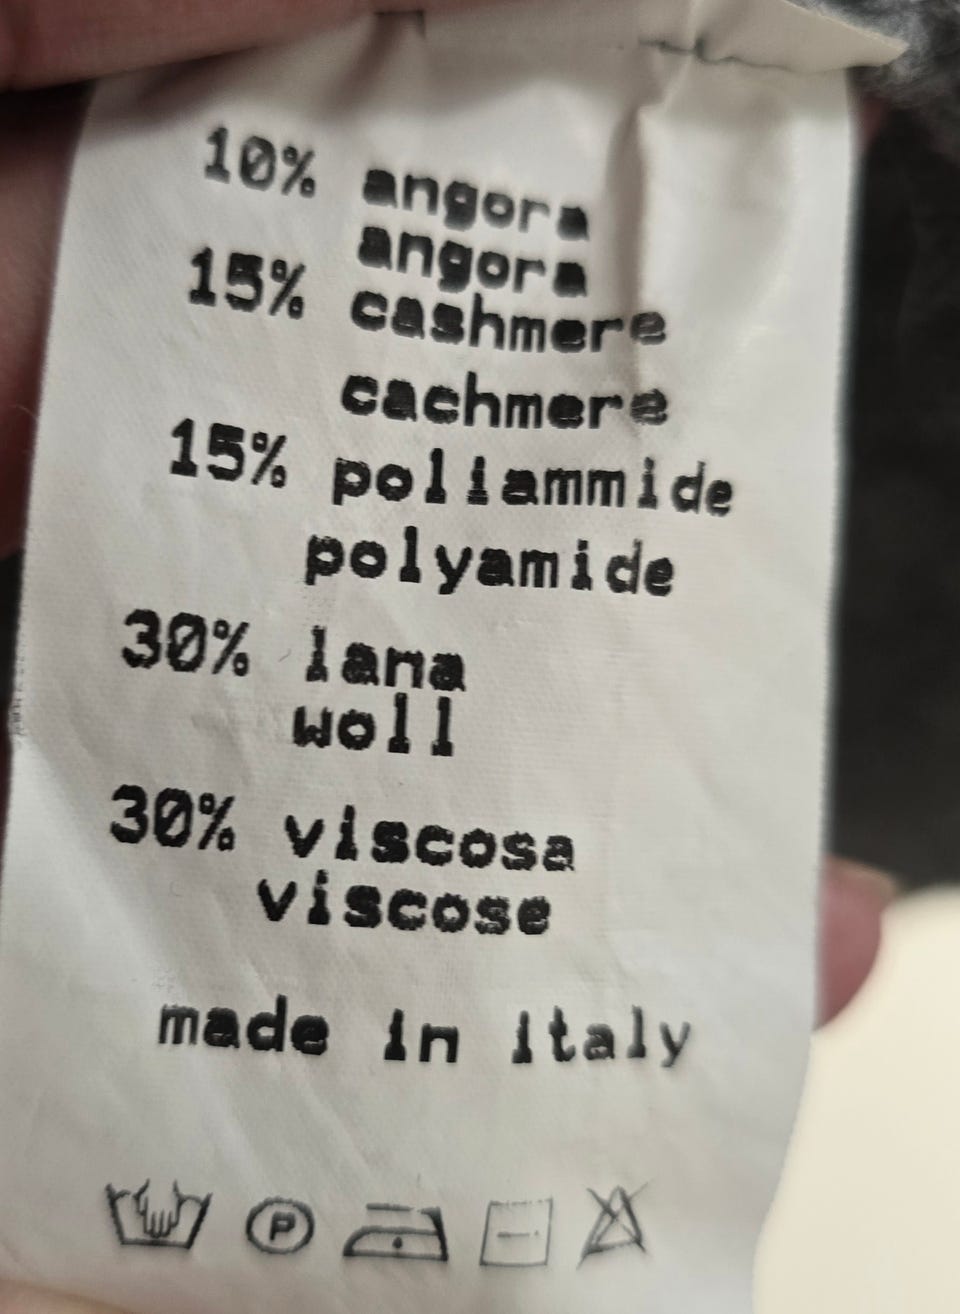 10% angora
angora
15% cashmere
cachmere
15% poliammide
polyamide
30% lana
woll
30% viscosa
viscose
made in italy
P